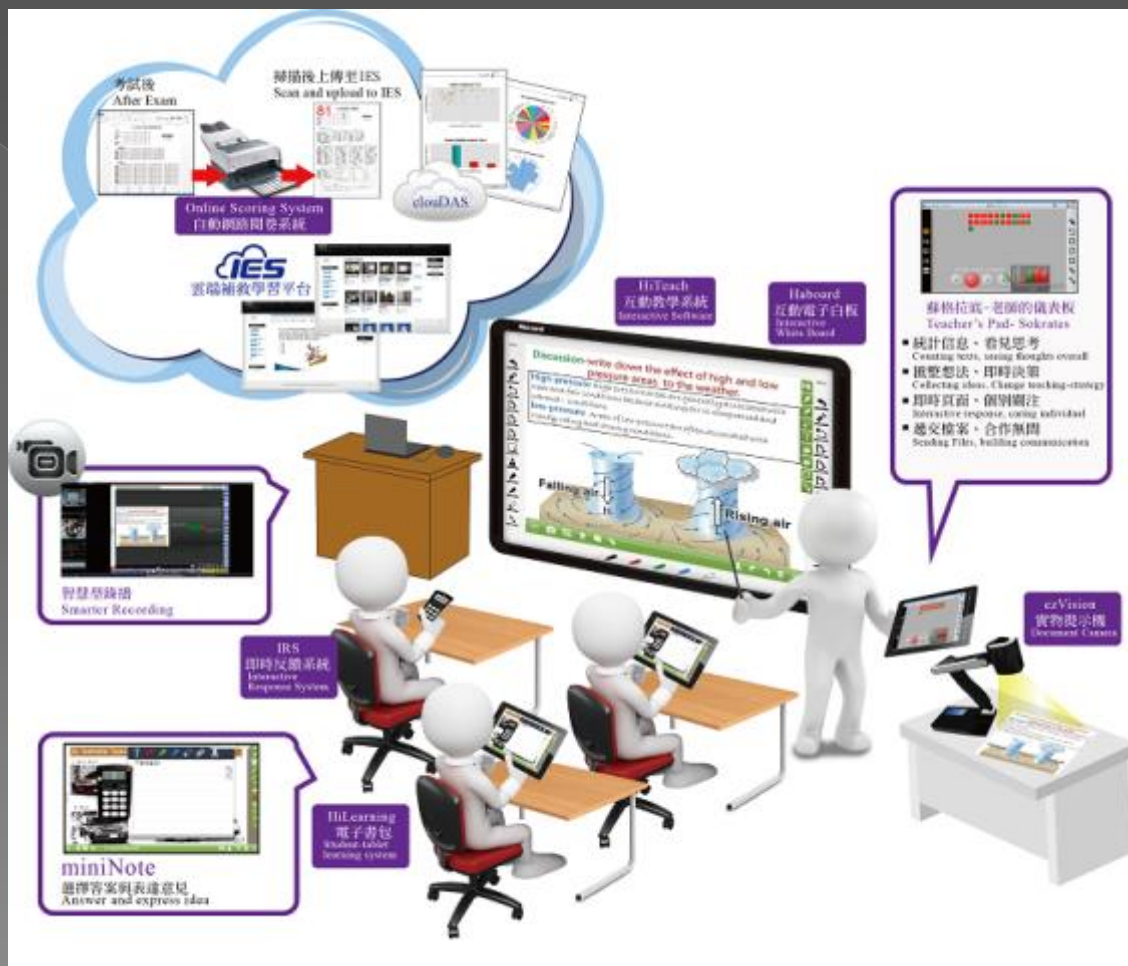 考試後
After Exam
掃描後上傳至IES
Scan and upload to IES
81
Online Scoring System
自動網路閱卷系統
clouDAS
IES
雲端補救學習平台
HiTeach
互動教學系統
Interactive Software
Haboard
互動電子白板
Interactive
White Board
Discussion-write down the effect of high and low
pressure areas to the weather.
High pressure
low-pressure
Falling air
H
Rising air
蘇格拉底-老師的儀表板
Teacher's Pad- Sokrates
■ 統計信息、看見思考
Counting texts, seeing thoughts overall
■ 匯整想法、即時決策
Collecting ideas, Change teaching-strategy
■ 即時頁面、個別關注
Interactive response, caring individual
■ 遞交檔案、合作無間
Sending Files, building communication
智慧型錄播
Smarter Recording
IRS
即時反饋系統
Interactive
Response System
ezVision
實物提示機
Document Camera
HiLearning
電子書包
Student-tablet
learning system
miniNote
選擇答案與表達意見
Answer and express idea